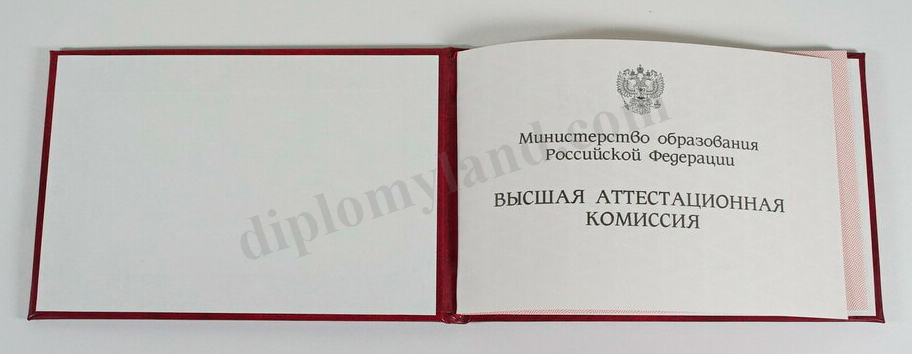 Министерство образования
Российской Федерации
ВЫСШАЯ АТТЕСТАЦИОННАЯ
КОМИССИЯ
diplomyland.com